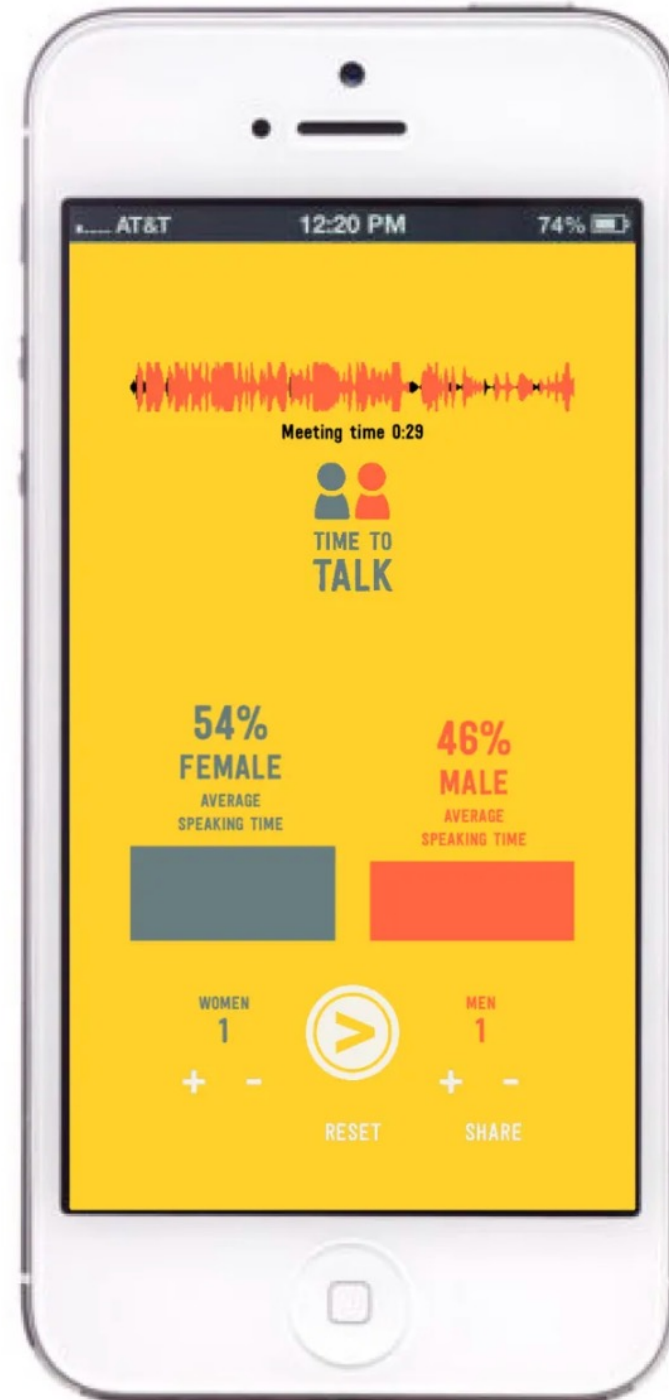 AT&T 12:20 PM 74%
Meeting time 0:29
TIME TO
TALK
54%
FEMALE
AVERAGE
SPEAKING TIME
46%
MALE
AVERAGE
SPEAKING TIME
WOMEN
1
+ -
MEN
1
+ -
RESET SHARE